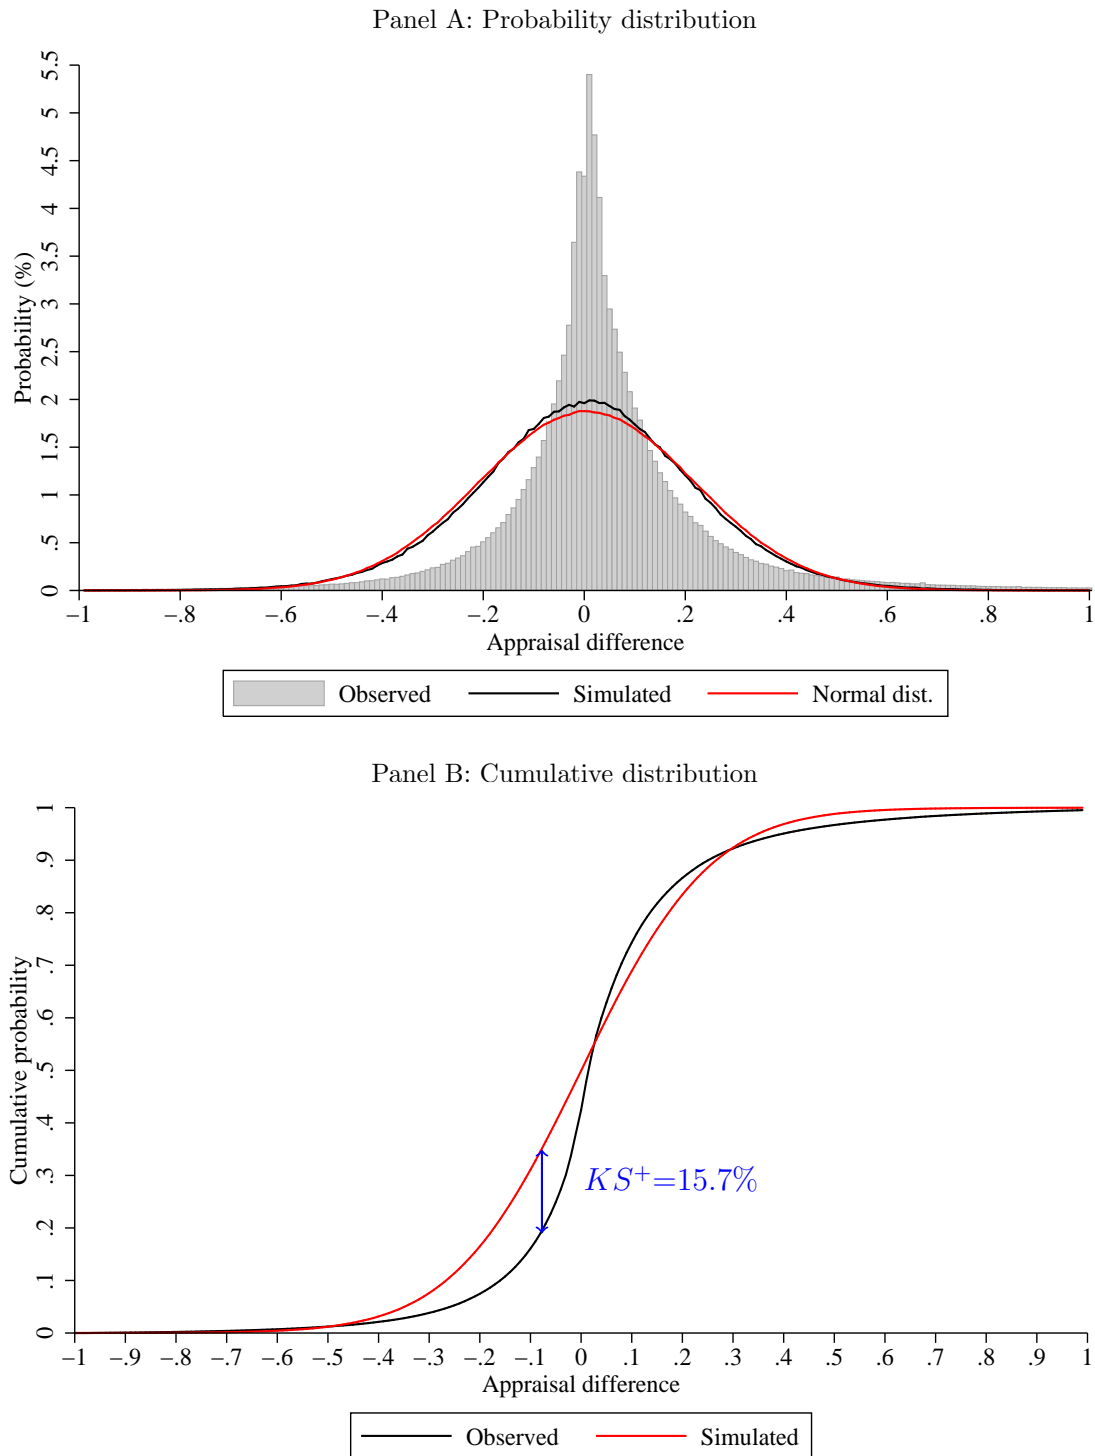 Panel A: Probability distribution
5.5
5
4.5
4
3.5
3
2.5
2
1.5
1
.5
0
Probability (%)
−1 −.8 −.6 −.4 −.2 0 .2 .4 .6 .8 1
Appraisal difference
Observed Simulated Normal dist.
Panel B: Cumulative distribution
1
.9
.8
.7
.6
.5
.4
.3
.2
.1
0
Cumulative probability
KS+=15.7%
−1 −.9 −.8 −.7 −.6 −.5 −.4 −.3 −.2 −.1 0 .1 .2 .3 .4 .5 .6 .7 .8 .9 1
Appraisal difference
Observed Simulated